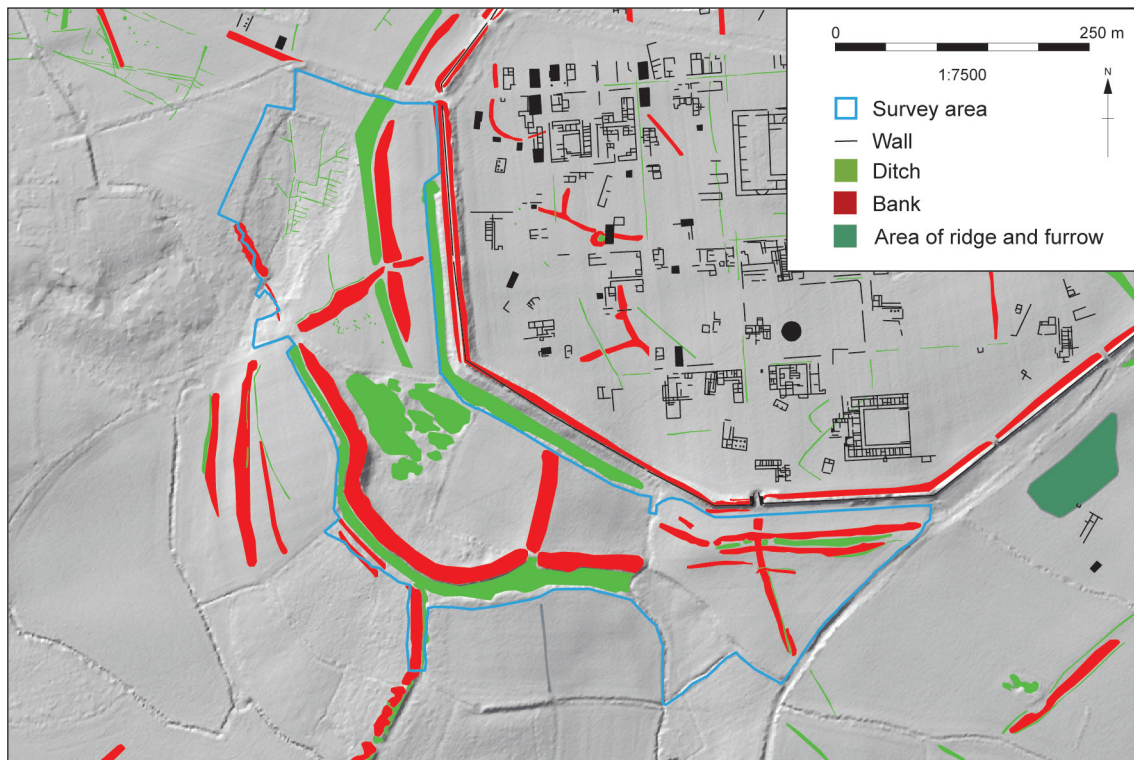 0 250 m
1:7500
N
Survey area
Wall
Ditch
Bank
Area of ridge and furrow